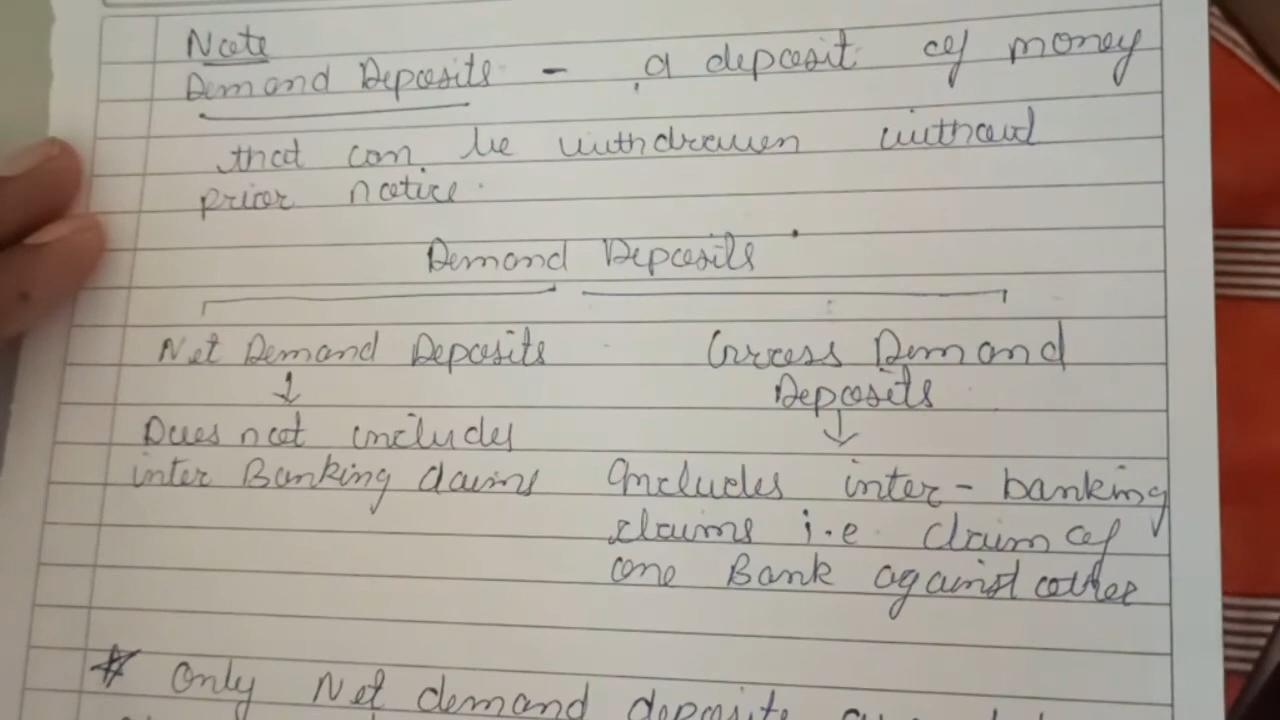 Note
Demand Deposits - a deposit of money
that can be withdrawen without
prior notice.
Demand Deposits
Net Demand Deposits
Gross Demand
Deposits
Does not includes
inter Banking claims
Includes inter-banking
claims i.e. claim of
one Bank against other
* Only Net demand deposits